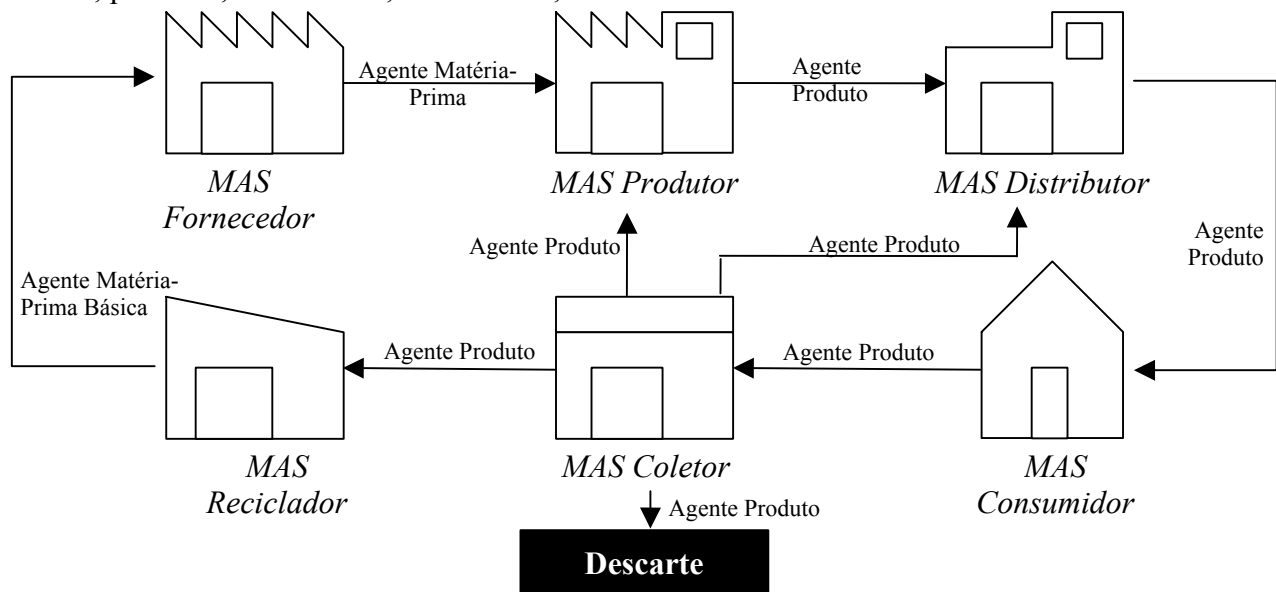 Agente Matéria-
Prima
Agente
Produto
MAS
Fornecedor
MAS Produtor
MAS Distributor
Agente Produto
Agente Produto
Agente
Produto
Agente Matéria-
Prima Básica
Agente Produto
Agente Produto
MAS
Reciclador
MAS Coletor
MAS
Consumidor
Agente Produto
Descarte